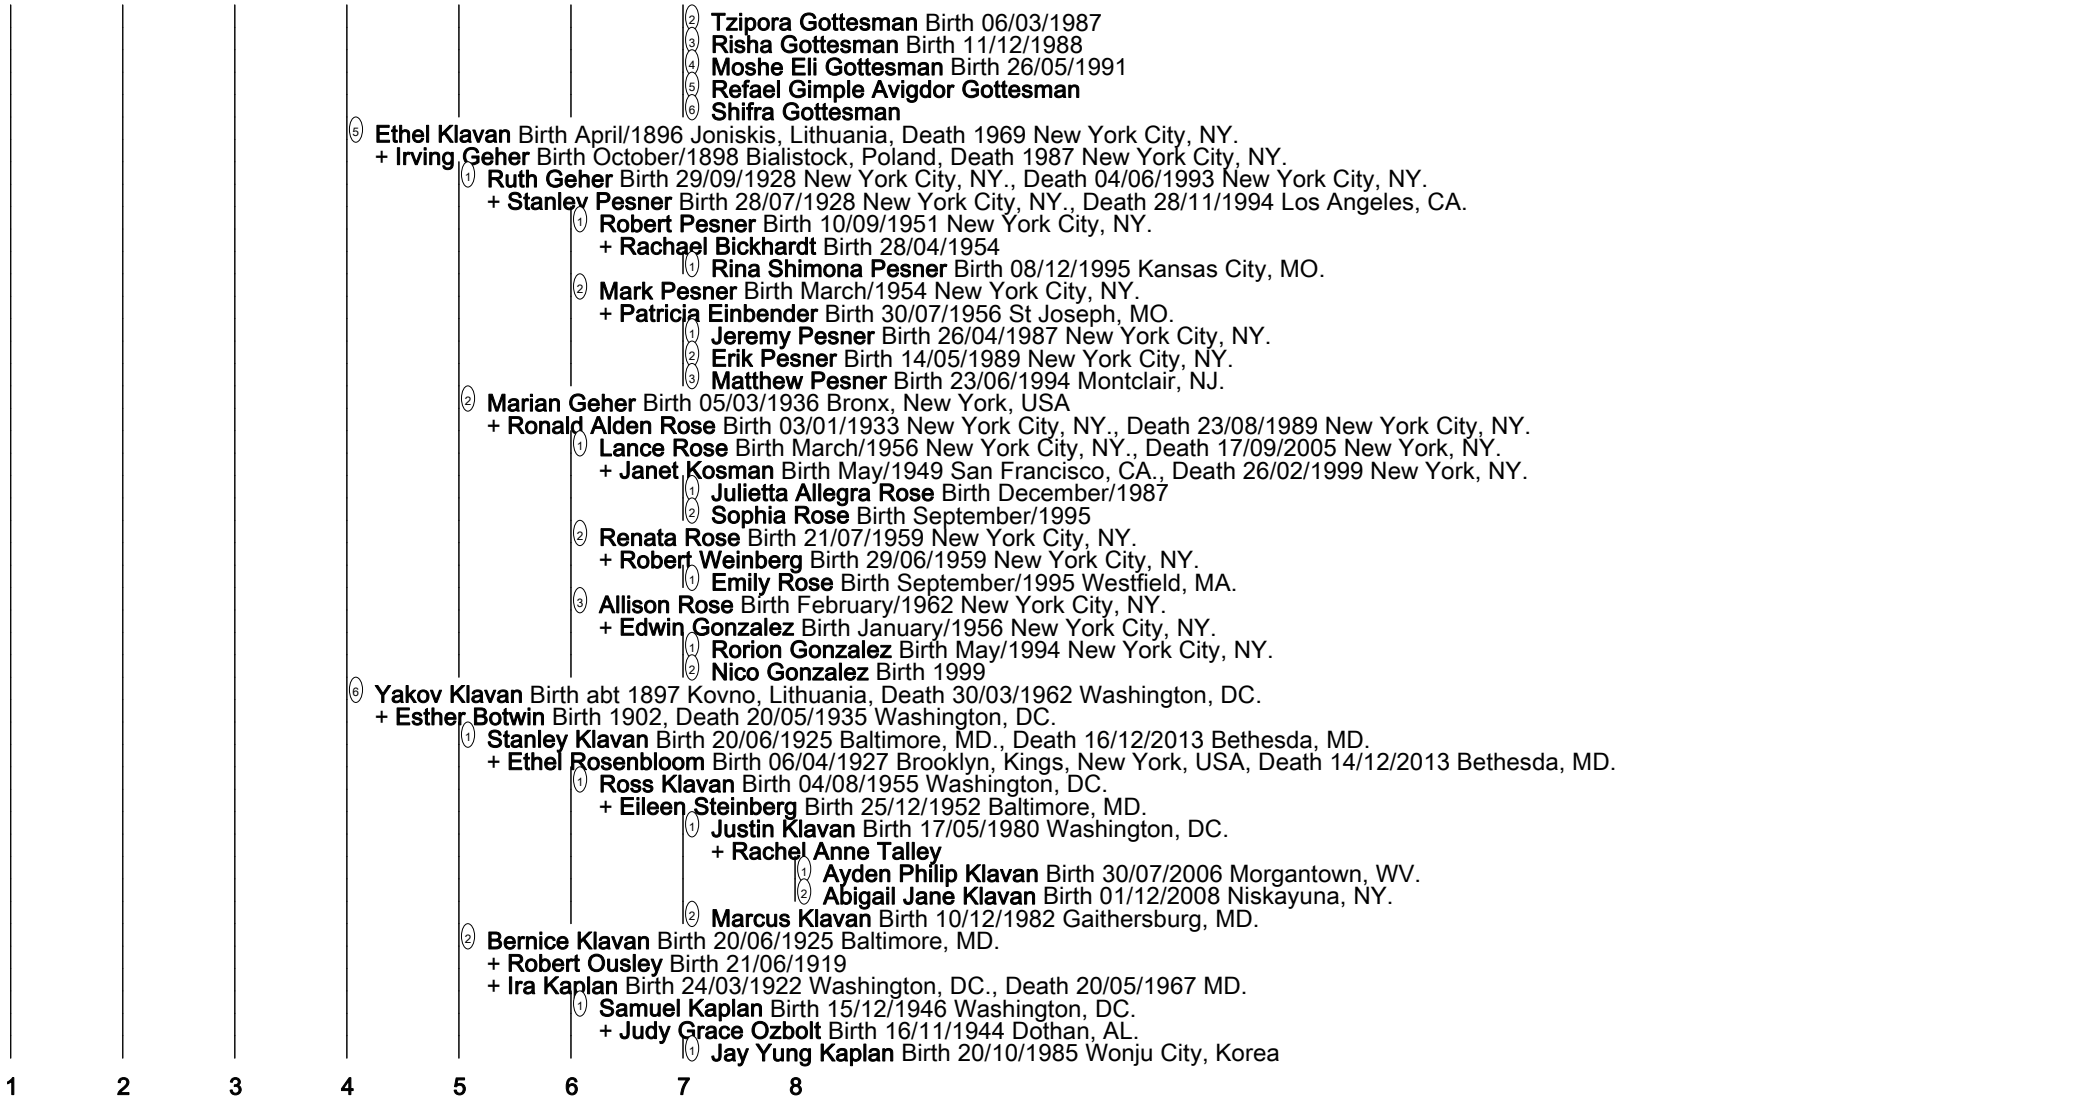 2 Tzipora Gottesman Birth 06/03/1987
3 Risha Gottesman Birth 11/12/1988
4 Moshe Eli Gottesman Birth 26/05/1991
5 Refael Gimple Avigdor Gottesman
6 Shifra Gottesman
5 Ethel Klavan Birth April/1896 Joniskis, Lithuania, Death 1969 New York City, NY.
+ Irving Geher Birth October/1898 Bialistock, Poland, Death 1987 New York City, NY.
1 Ruth Geher Birth 29/09/1928 New York City, NY., Death 04/06/1993 New York City, NY.
+ Stanley Pesner Birth 28/07/1928 New York City, NY., Death 28/11/1994 Los Angeles, CA.
1 Robert Pesner Birth 10/09/1951 New York City, NY.
+ Rachael Bickhardt Birth 28/04/1954
1 Rina Shimona Pesner Birth 08/12/1995 Kansas City, MO.
2 Mark Pesner Birth March/1954 New York City, NY.
+ Patricia Einbender Birth 30/07/1956 St Joseph, MO.
1 Jeremy Pesner Birth 26/04/1987 New York City, NY.
2 Erik Pesner Birth 14/05/1989 New York City, NY.
3 Matthew Pesner Birth 23/06/1994 Montclair, NJ.
2 Marian Geher Birth 05/03/1936 Bronx, New York, USA
+ Ronald Alden Rose Birth 03/01/1933 New York City, NY., Death 23/08/1989 New York City, NY.
1 Lance Rose Birth March/1956 New York City, NY., Death 17/09/2005 New York, NY.
+ Janet Kosman Birth May/1949 San Francisco, CA., Death 26/02/1999 New York, NY.
1 Julietta Allegra Rose Birth December/1987
2 Sophia Rose Birth September/1995
2 Renata Rose Birth 21/07/1959 New York City, NY.
+ Robert Weinberg Birth 29/06/1959 New York City, NY.
1 Emily Rose Birth September/1995 Westfield, MA.
3 Allison Rose Birth February/1962 New York City, NY.
+ Edwin Gonzalez Birth January/1956 New York City, NY.
1 Rorion Gonzalez Birth May/1994 New York City, NY.
2 Nico Gonzalez Birth 1999
6 Yakov Klavan Birth abt 1897 Kovno, Lithuania, Death 30/03/1962 Washington, DC.
+ Esther Botwin Birth 1902, Death 20/05/1935 Washington, DC.
1 Stanley Klavan Birth 20/06/1925 Baltimore, MD., Death 16/12/2013 Bethesda, MD.
+ Ethel Rosenbloom Birth 06/04/1927 Brooklyn, Kings, New York, USA, Death 14/12/2013 Bethesda, MD.
1 Ross Klavan Birth 04/08/1955 Washington, DC.
+ Eileen Steinberg Birth 25/12/1952 Baltimore, MD.
1 Justin Klavan Birth 17/05/1980 Washington, DC.
+ Rachel Anne Talley
1 Ayden Philip Klavan Birth 30/07/2006 Morgantown, WV.
2 Abigail Jane Klavan Birth 01/12/2008 Niskayuna, NY.
2 Marcus Klavan Birth 10/12/1982 Gaithersburg, MD.
2 Bernice Klavan Birth 20/06/1925 Baltimore, MD.
+ Robert Ousley Birth 21/06/1919
+ Ira Kaplan Birth 24/03/1922 Washington, DC., Death 20/05/1967 MD.
1 Samuel Kaplan Birth 15/12/1946 Washington, DC.
+ Judy Grace Ozbolt Birth 16/11/1944 Dothan, AL.
1 Jay Yung Kaplan Birth 20/10/1985 Wonju City, Korea
1 2 3 4 5 6 7 8